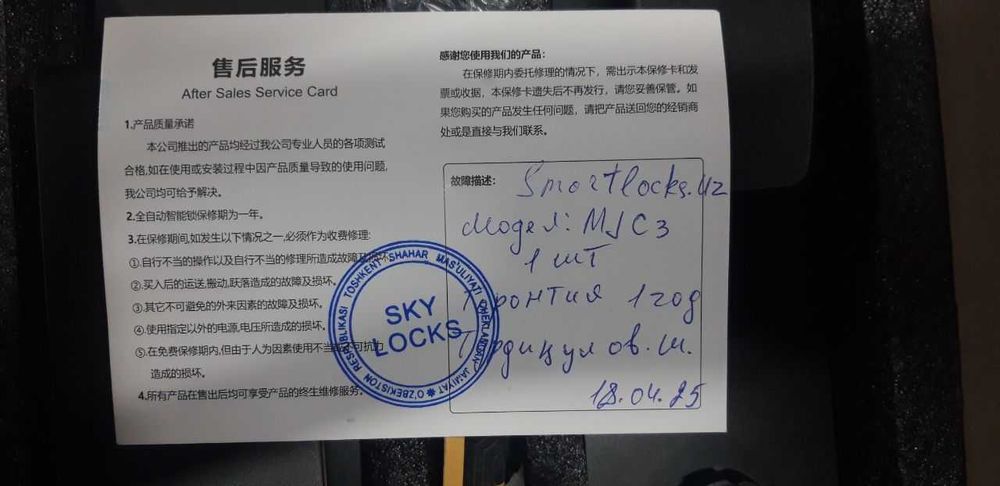 售后服务
After Sales Service Card
1.产品质量承诺
本公司推出的产品均经过我公司专业人员的各项测试
合格,如在使用或安装过程中因产品质量导致的使用问题,
我公司均可给予解决。
2.全自动智能锁保修期为一年。
3.在保修期间,如发生以下情况之一,必须作为收费修理:
①.自行不当的操作以及自行不当的修理所造成故障及损坏
②.买入后的运送,搬动,跌落造成的故障及损坏。
③.其它不可避免的外来因素的故障及损坏。
④.使用指定以外的电源,电压所造成的损坏。
⑤.在免费保修期内,但由于人为因素使用不当或不可抗力
造成的损坏。
4.所有产品在售出后均可享受产品的终生维修服务。
感谢您使用我们的产品:
在保修期内委托修理的情况下，需出示本保修卡和发
票或收据，本保修卡遗失后不再发行，请您妥善保管。如
果您购买的产品发生任何问题，请把产品送回您的经销商
处或是直接与我们联系。
故障描述:
Smartlocks.uz
Модел: MJC3
1 шт
Гронтия 1 год
18.04.25
O'ZBEKISTON RESPUBLIKASI TOSHKENT SHAHAR MAS'ULIYATI CHEKLANGAN JAMIYAT
SKY
LOCKS